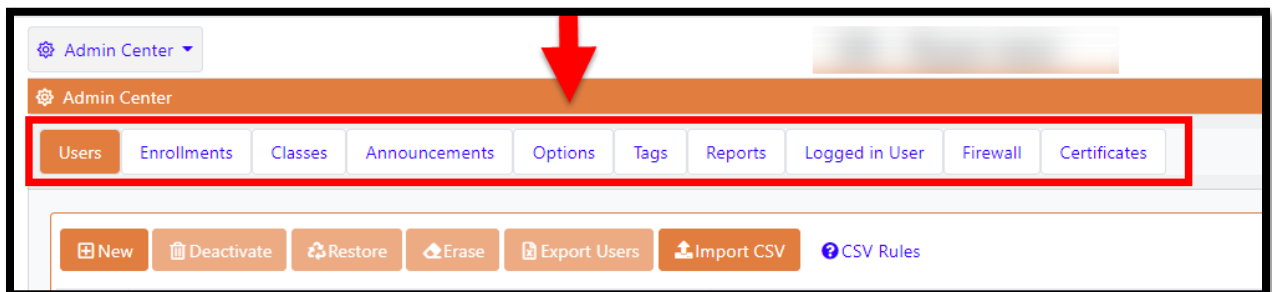 Admin Center
Admin Center
Users Enrollments Classes Announcements Options Tags Reports Logged in User Firewall Certificates
New Deactivate Restore Erase Export Users Import CSV CSV Rules